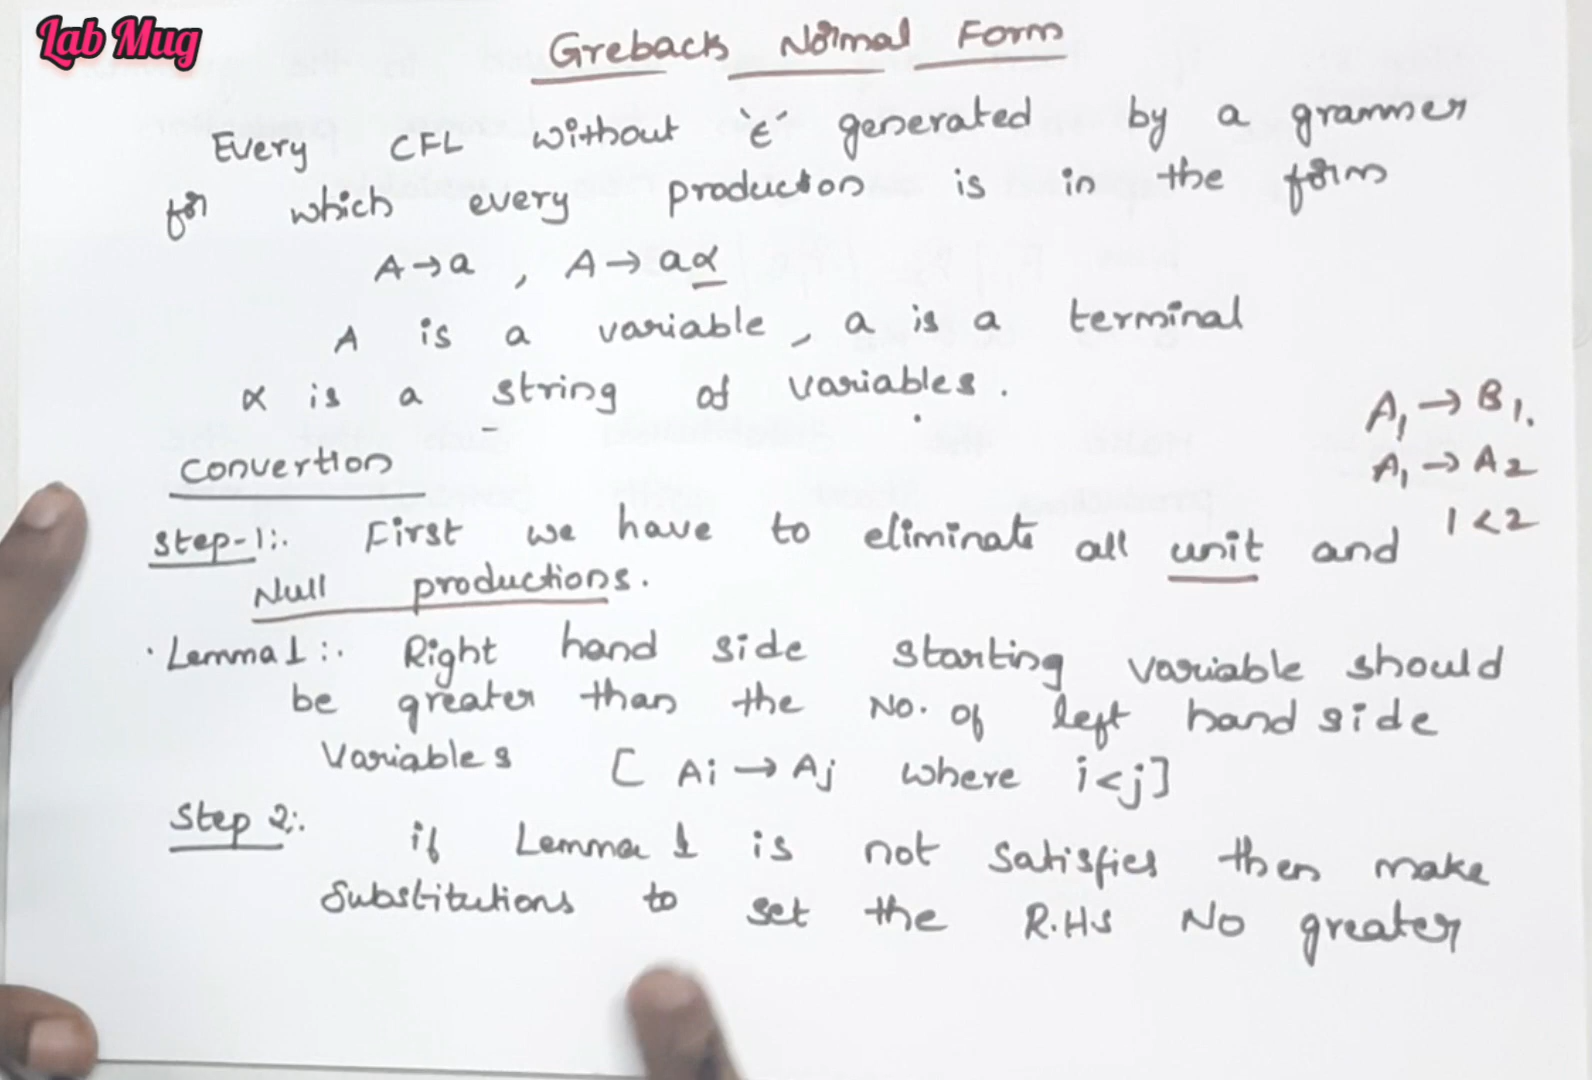 Lab Mug
Greback Normal Form
Every CFL without 'ε' generated by a grammer
for which every producton is in the form
A→a , A→aα
A is a variable, a is a terminal
α is a string of variables.
A1→B1.
Convertion
A1→A2
1<2
Step-1:. First we have to eliminate all unit and
Null productions.
Lemma 1:. Right hand side starting variable should
be greater than the No. of left hand side
Variables [ Ai→Aj where i<j]
Step 2:. if Lemma 1 is not satisfies then make
Substitutions to set the R.HS No greater